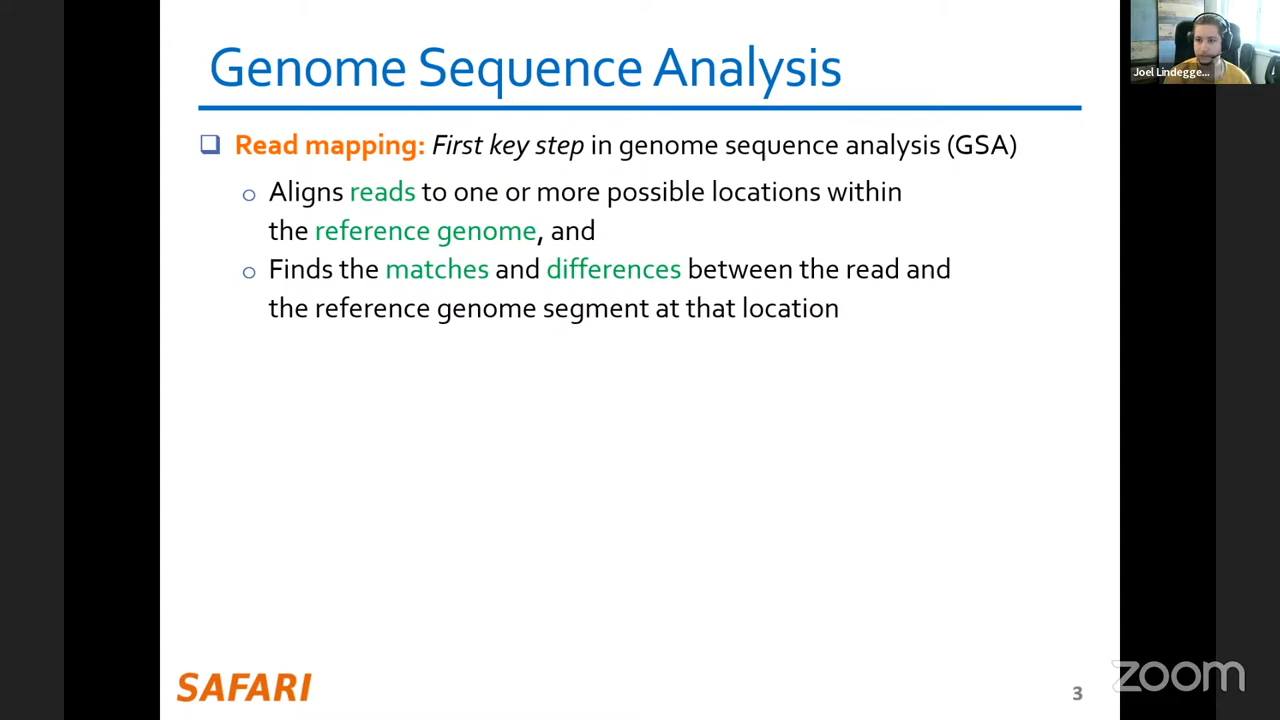 Genome Sequence Analysis
Joel Lindegge...
Read mapping: First key step in genome sequence analysis (GSA)
Aligns reads to one or more possible locations within
the reference genome, and
Finds the matches and differences between the read and
the reference genome segment at that location
SAFARI
3
zoom